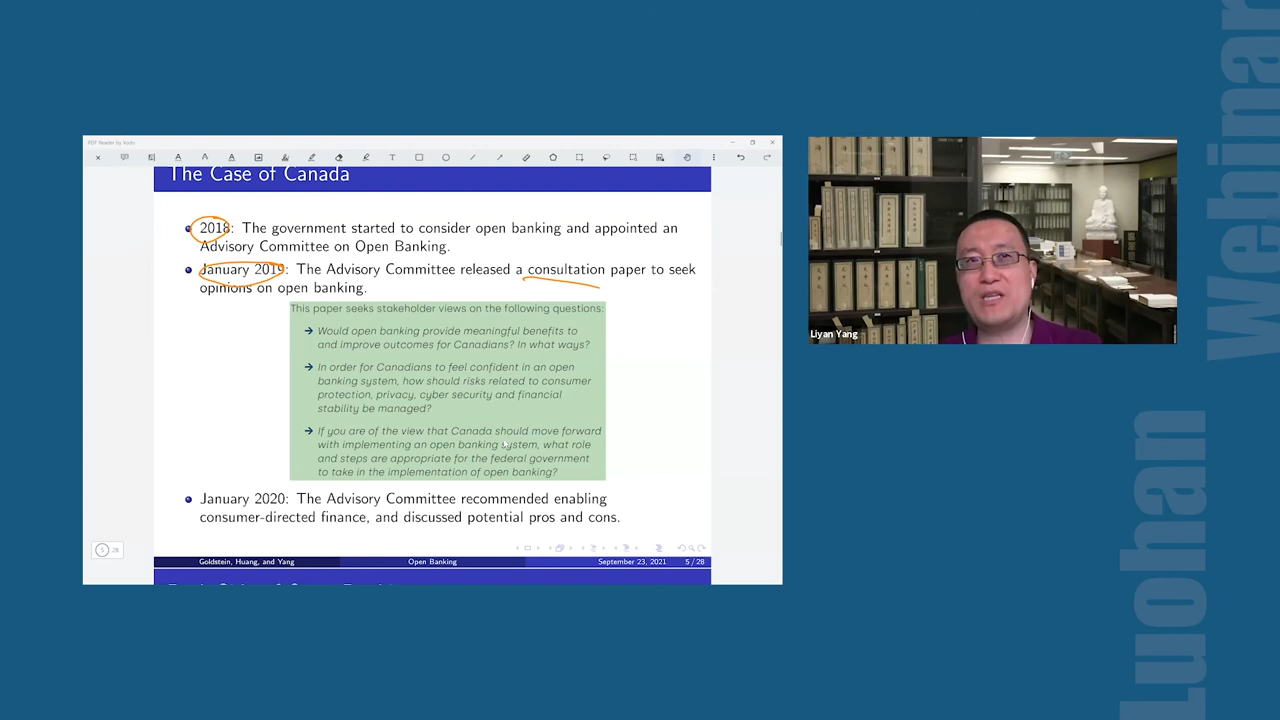 PDF Reader by Xodo
The Case of Canada
2018: The government started to consider open banking and appointed an
Advisory Committee on Open Banking.
January 2019: The Advisory Committee released a consultation paper to seek
opinions on open banking.
This paper seeks stakeholder views on the following questions:
→ Would open banking provide meaningful benefits to
and improve outcomes for Canadians? In what ways?
→ In order for Canadians to feel confident in an open
banking system, how should risks related to consumer
protection, privacy, cyber security and financial
stability be managed?
→ If you are of the view that Canada should move forward
with implementing an open banking system, what role
and steps are appropriate for the federal government
to take in the implementation of open banking?
January 2020: The Advisory Committee recommended enabling
consumer-directed finance, and discussed potential pros and cons.
5 28
Goldstein, Huang, and Yang Open Banking September 23, 2021 5 / 28
Liyan Yang
Luohan Webinar